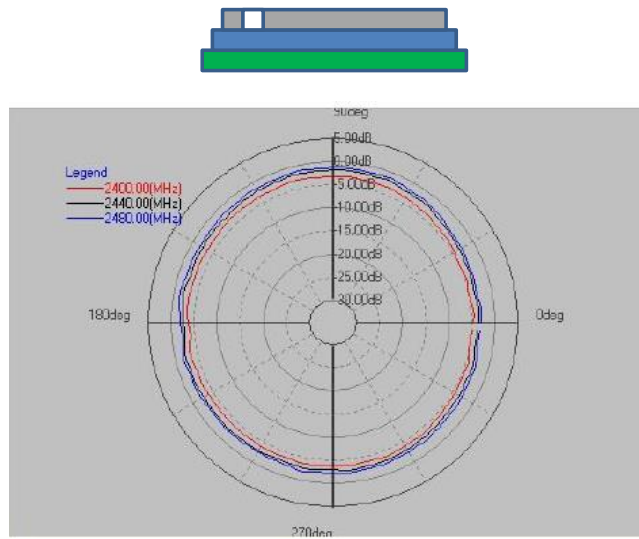 90deg
5.00dB
0.00dB
-5.00dB
-10.00dB
-15.00dB
-20.00dB
-25.00dB
30.00dB
Legend
2400.00(MHz)
2440.00(MHz)
2480.00(MHz)
180deg
0deg
270deg